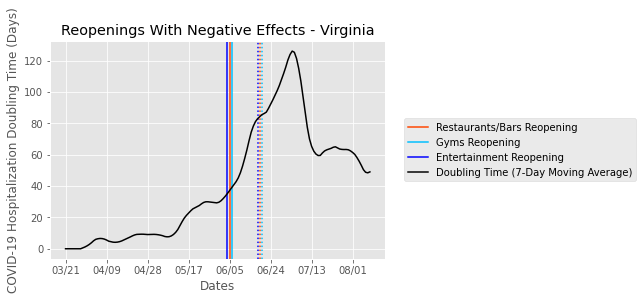 Reopenings With Negative Effects - Virginia
COVID-19 Hospitalization Doubling Time (Days)
120
100
80
60
40
20
0
03/21 04/09 04/28 05/17 06/05 06/24 07/13 08/01
Dates
Restaurants/Bars Reopening
Gyms Reopening
Entertainment Reopening
Doubling Time (7-Day Moving Average)